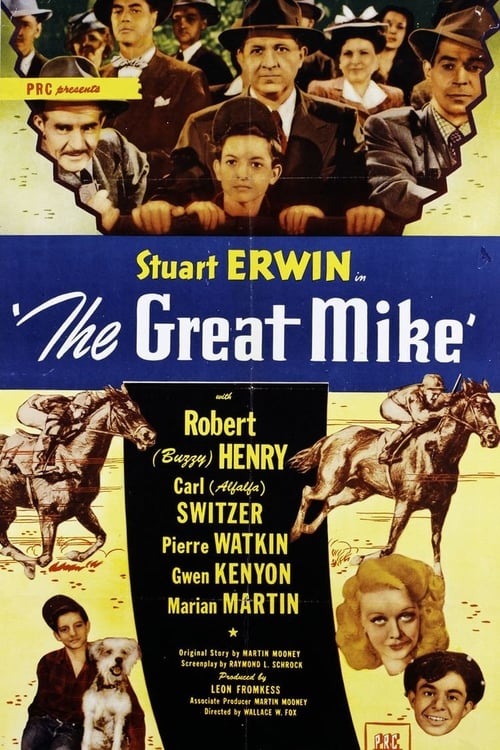 PRC presents
Stuart ERWIN in
'The Great Mike'
with
Robert
(Buzzy) HENRY
Carl (Alfalfa)
SWITZER
Pierre WATKIN
Gwen KENYON
Marian MARTIN
Original Story by MARTIN MOONEY
Screenplay by RAYMOND L. SCHROCK
Produced by
LEON FROMKESS
Associate Producer MARTIN MOONEY
Directed by WALLACE W. FOX
PRC